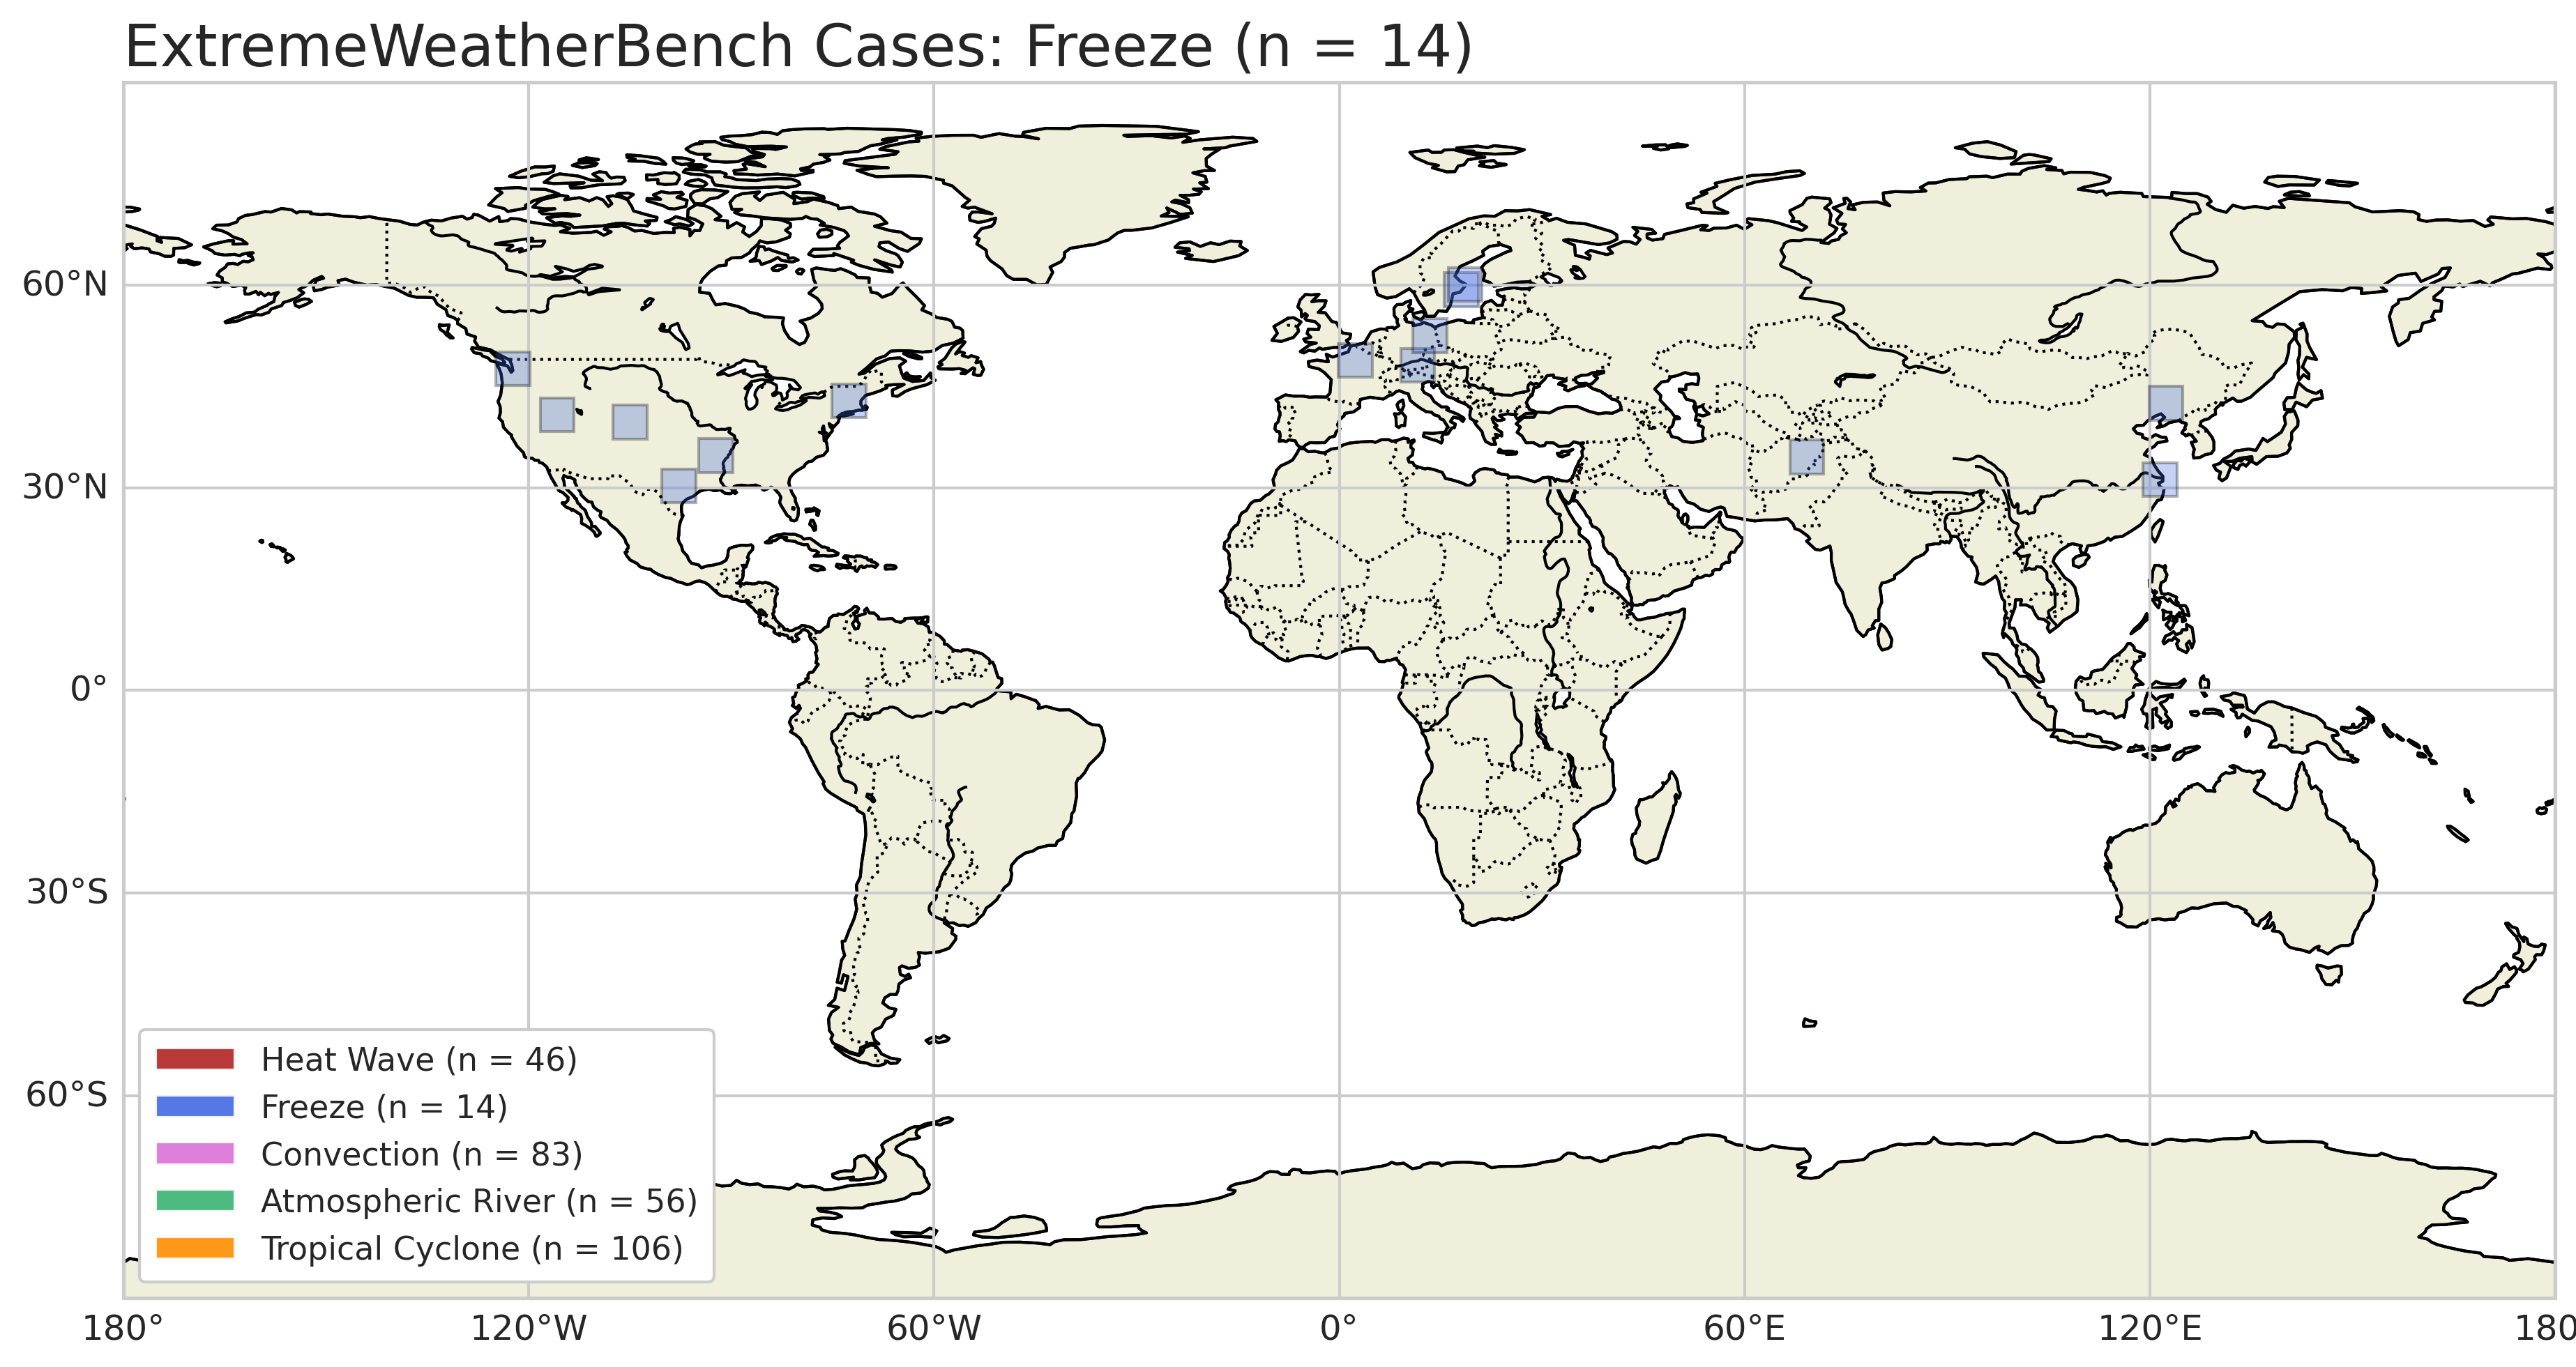 ExtremeWeatherBench Cases: Freeze (n = 14)
60°N
30°N
0°
30°S
60°S
Heat Wave (n = 46)
Freeze (n = 14)
Convection (n = 83)
Atmospheric River (n = 56)
Tropical Cyclone (n = 106)
180° 120°W 60°W 0° 60°E 120°E 180